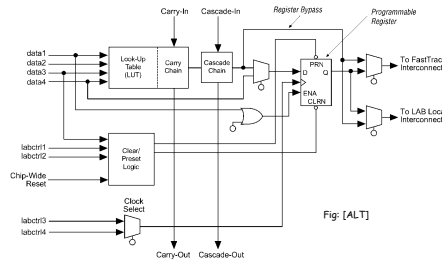 Carry-In
Cascade-In
Register Bypass
Programmable
Register
data1
data2
data3
data4
Look-Up
Table
(LUT)
Carry
Chain
Cascade
Chain
PRN
D
Q
ENA
CLRN
To FastTrac
Interconnect
To LAB Loca
Interconnect
labctrl1
labctrl2
Clear/
Preset
Logic
Chip-Wide
Reset
Clock
Select
labctrl3
labctrl4
Carry-Out
Cascade-Out
Fig: [ALT]